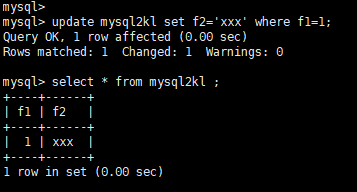 mysql>
mysql> update mysql2kl set f2='xxx' where f1=1;
Query OK, 1 row affected (0.00 sec)
Rows matched: 1  Changed: 1  Warnings: 0

mysql> select * from mysql2kl ;
+----+------+
| f1 | f2   |
+----+------+
|  1 | xxx  |
+----+------+
1 row in set (0.00 sec)